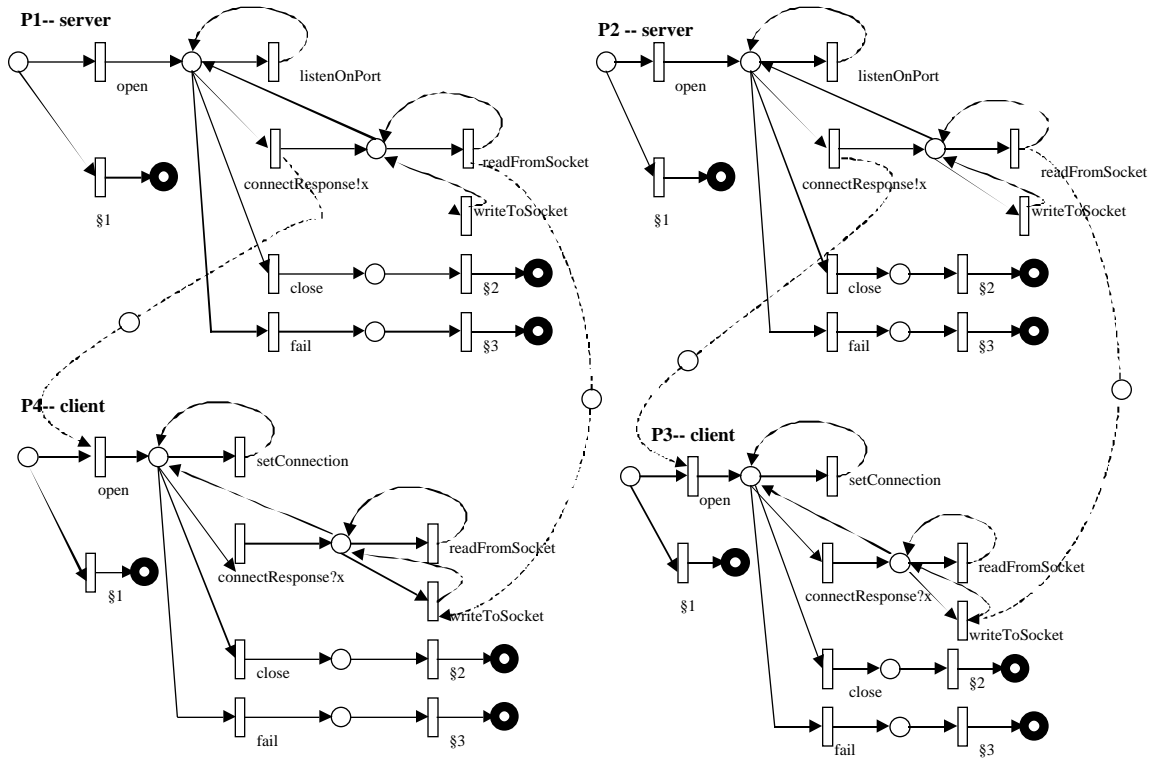 P1-- server
open
listenOnPort
connectResponse!x
readFromSocket
writeToSocket
§1
close
§2
fail
§3
P2 -- server
open
listenOnPort
connectResponse!x
readFromSocket
writeToSocket
§1
close
§2
fail
§3
P4-- client
open
setConnection
connectResponse?x
readFromSocket
writeToSocket
§1
close
§2
fail
§3
P3-- client
open
setConnection
connectResponse?x
readFromSocket
writeToSocket
§1
close
§2
fail
§3